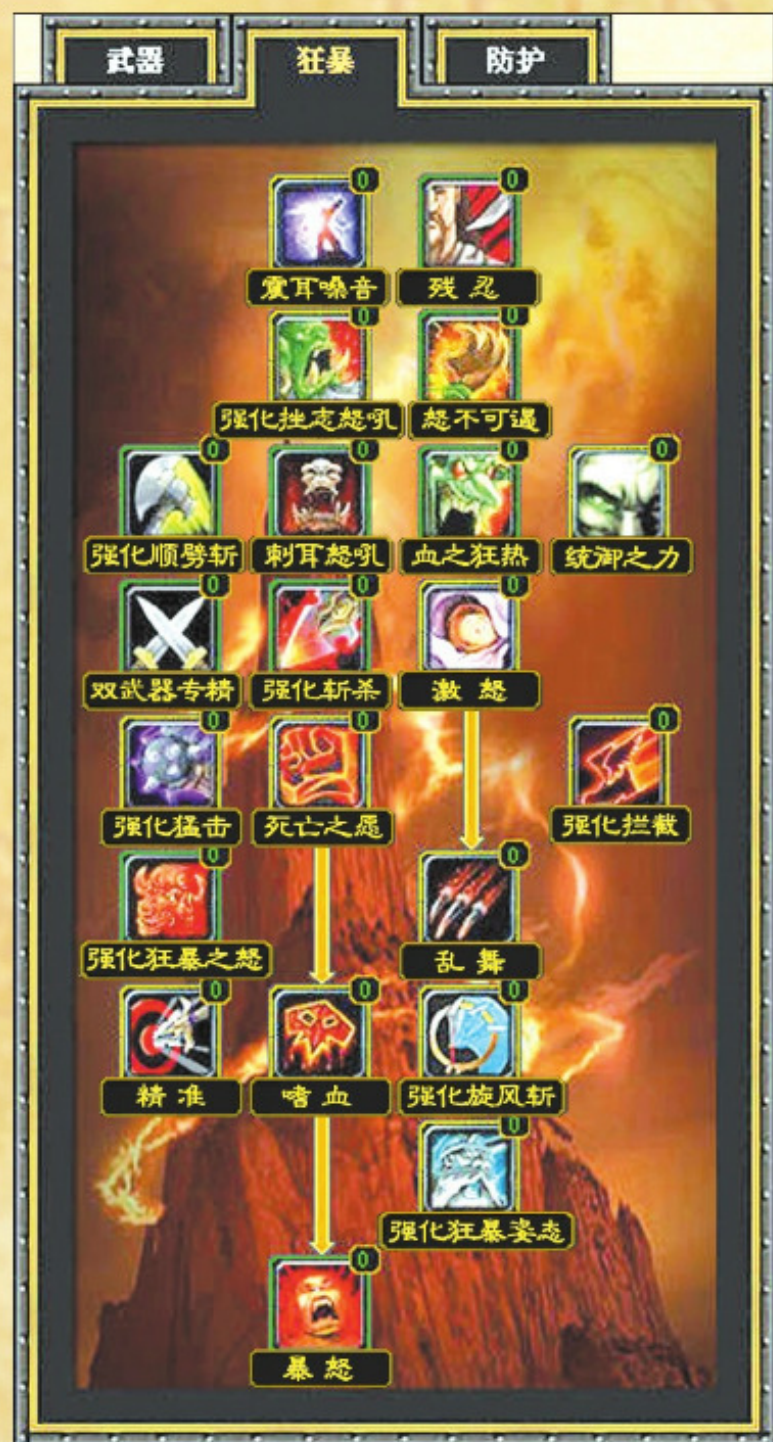 武器 狂暴 防护
0 0
震耳嗓音 残忍
0 0
强化挫志怒吼 怒不可遏
0 0 0 0
强化顺劈斩 刺耳怒吼 血之狂热 统御之力
0 0 0
双武器专精 强化斩杀 激怒
0 0 0
强化猛击 死亡之愿 强化拦截
0 0
强化狂暴之怒 乱舞
0 0 0
精准 嗜血 强化旋风斩
0
强化狂暴姿态
0
暴怒